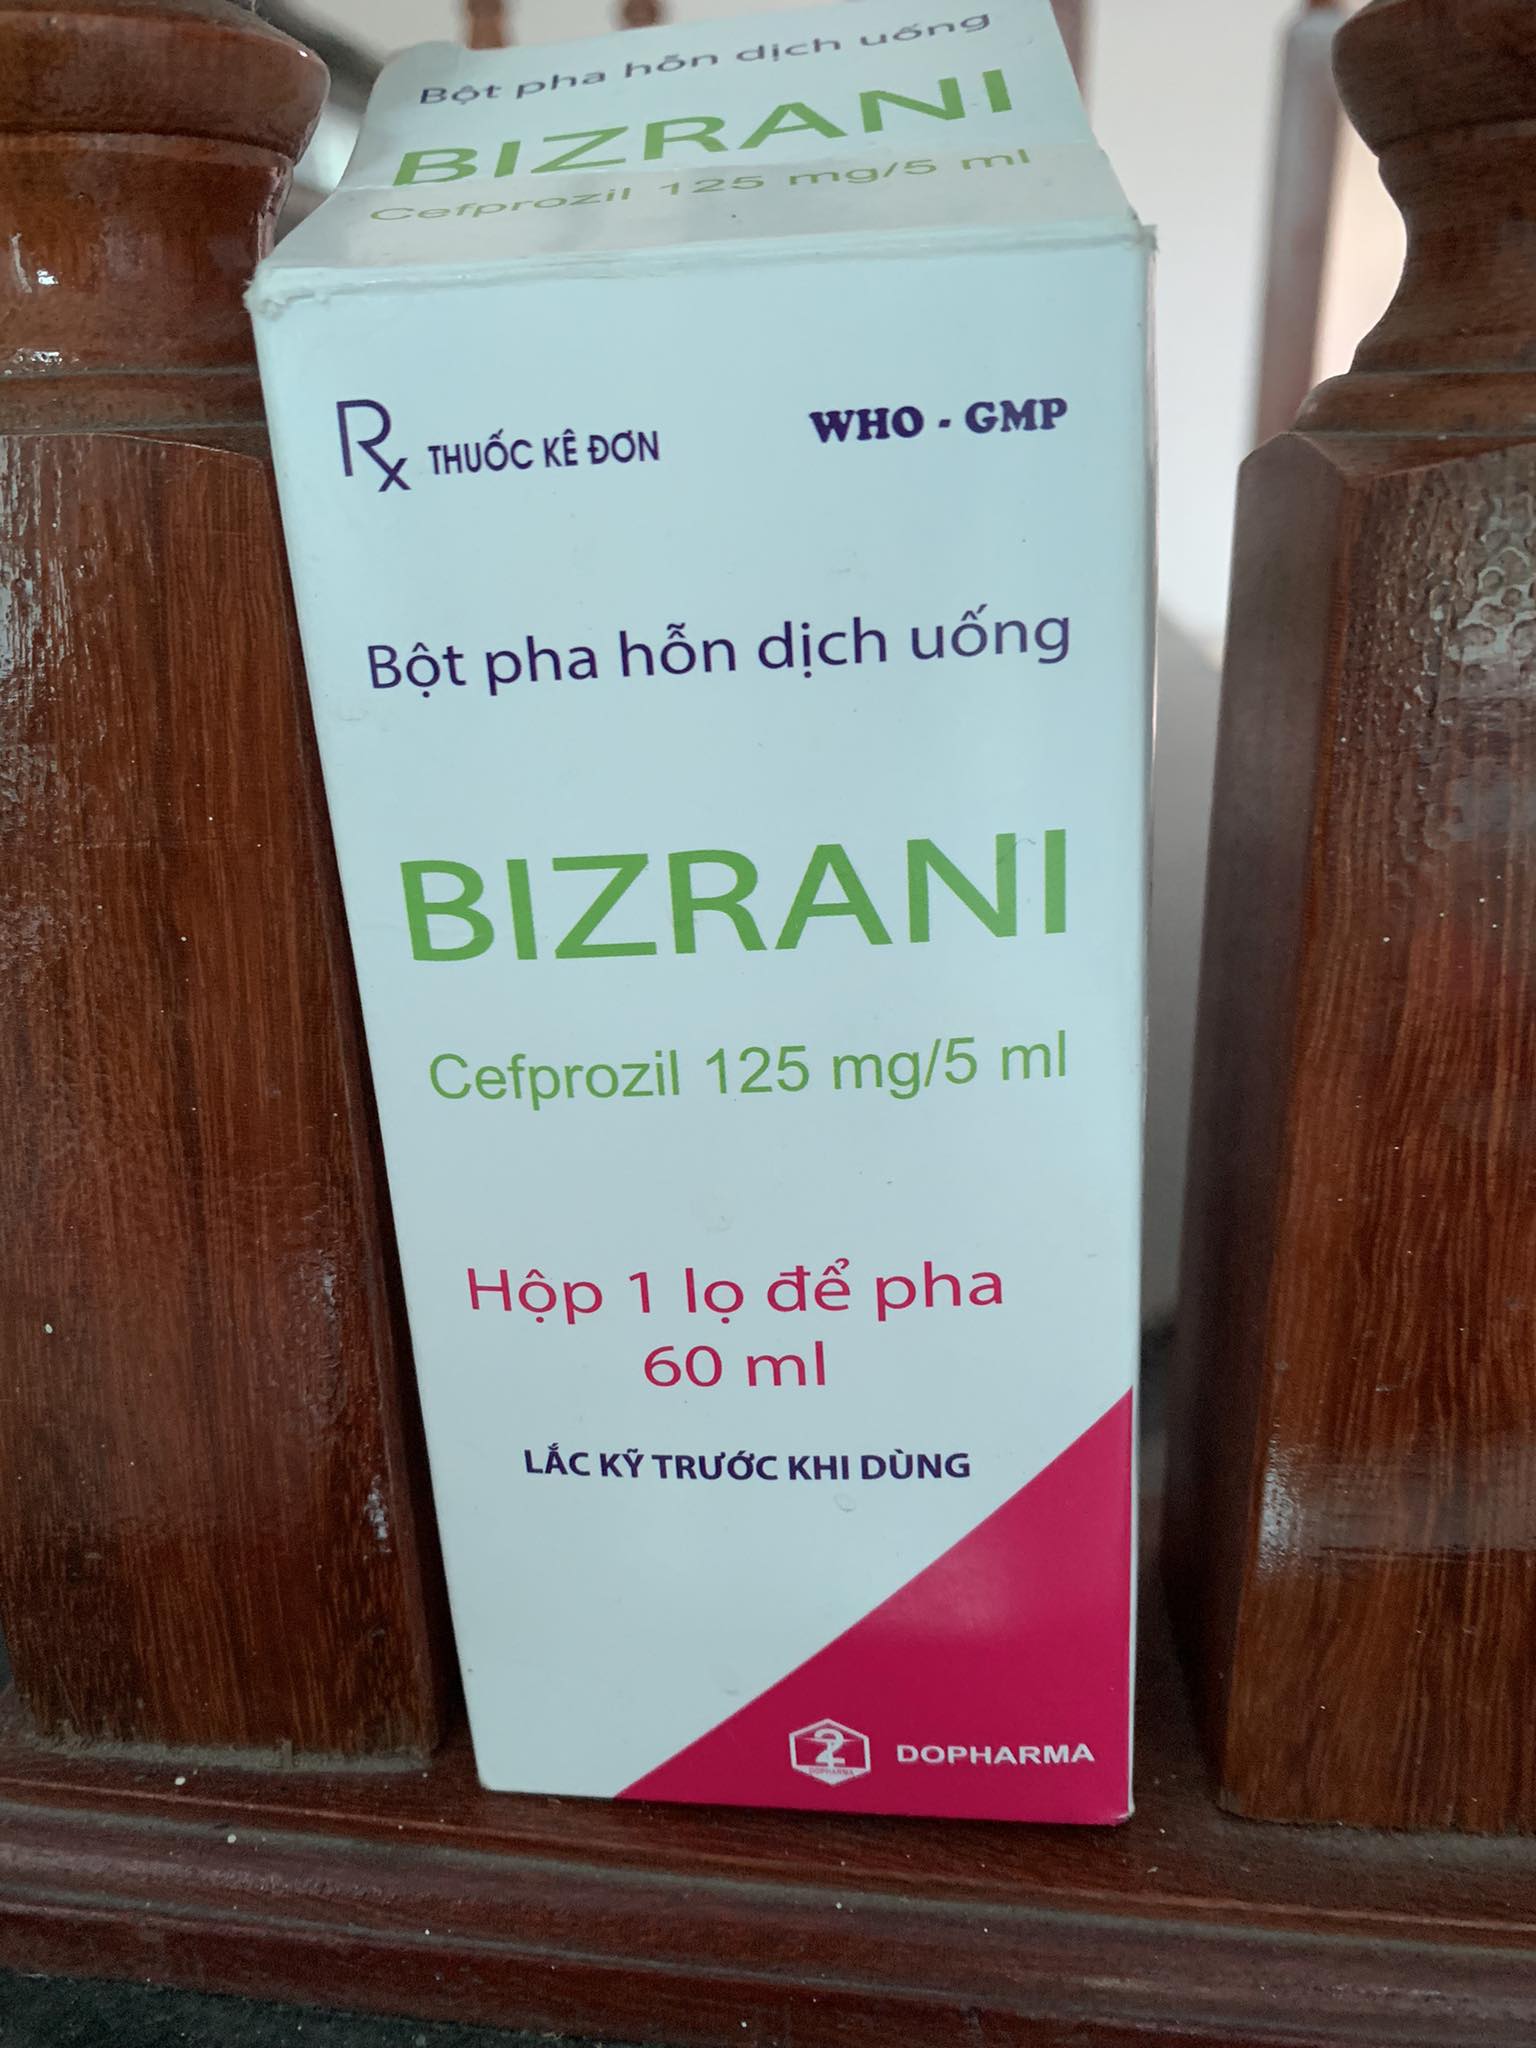 Bột pha hỗn dịch uống
BIZRANI
Cefprozil 125 mg/5 ml
Rx THUỐC KÊ ĐƠN
WHO - GMP
Bột pha hỗn dịch uống
BIZRANI
Cefprozil 125 mg/5 ml
Hộp 1 lọ để pha
60 ml
LẮC KỸ TRƯỚC KHI DÙNG
2
DOPHARMA
DOPHARMA